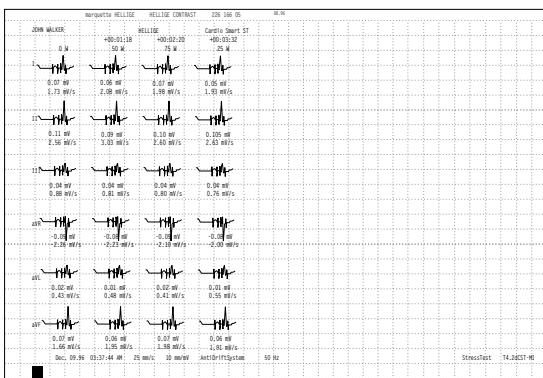 marquette HELLIGE HELLIGE CONTRAST 226 166 05 08.96
JOHN WALKER HELLIGE Cardio Smart ST
+00:01:18 +00:02:20 +00:03:32
0 W 50 W 75 W 25 W
I
0.07 mV 0.06 mV 0.07 mV 0.05 mV
1.73 mV/s 2.08 mV/s 1.98 mV/s 1.93 mV/s
II
0.11 mV 0.09 mV 0.10 mV 0.105 mV
2.56 mV/s 3.03 mV/s 2.60 mV/s 2.63 mV/s
III
0.04 mV 0.04 mV 0.04 mV 0.04 mV
0.88 mV/s 0.81 mV/s 0.80 mV/s 0.76 mV/s
aVR
-0.09 mV -0.08 mV -0.09 mV -0.08 mV
-2.26 mV/s -2.23 mV/s -2.10 mV/s -2.00 mV/s
aVL
0.02 mV 0.01 mV 0.02 mV 0.01 mV
0.43 mV/s 0.48 mV/s 0.41 mV/s 0.55 mV/s
aVF
0.07 mV 0.06 mV 0.07 mV 0.06 mV
1.66 mV/s 1.95 mV/s 1.98 mV/s 1.81 mV/s
Dec. 09.96 03:37:44 AM 25 mm/s 10 mm/mV AntiDriftSystem 50 Hz StressTest